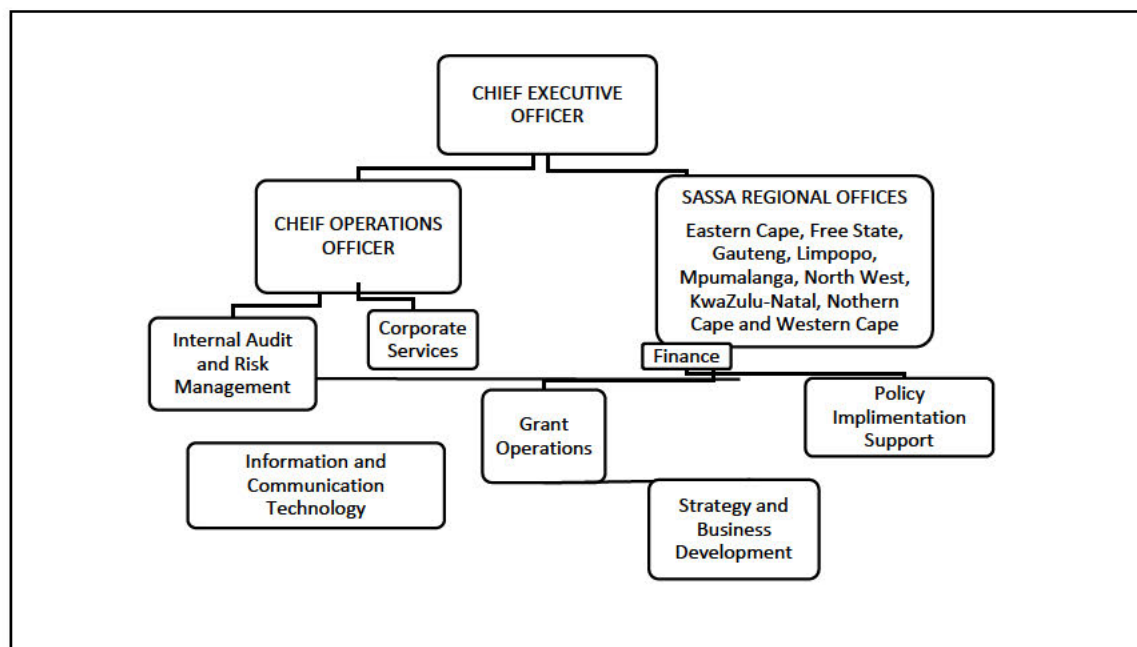 CHIEF EXECUTIVE
OFFICER
CHEIF OPERATIONS
OFFICER
SASSA REGIONAL OFFICES
Eastern Cape, Free State,
Gauteng, Limpopo,
Mpumalanga, North West,
KwaZulu-Natal, Nothern
Cape and Western Cape
Internal Audit
and Risk
Management
Corporate
Services
Finance
Grant
Operations
Policy
Implimentation
Support
Information and
Communication
Technology
Strategy and
Business
Development